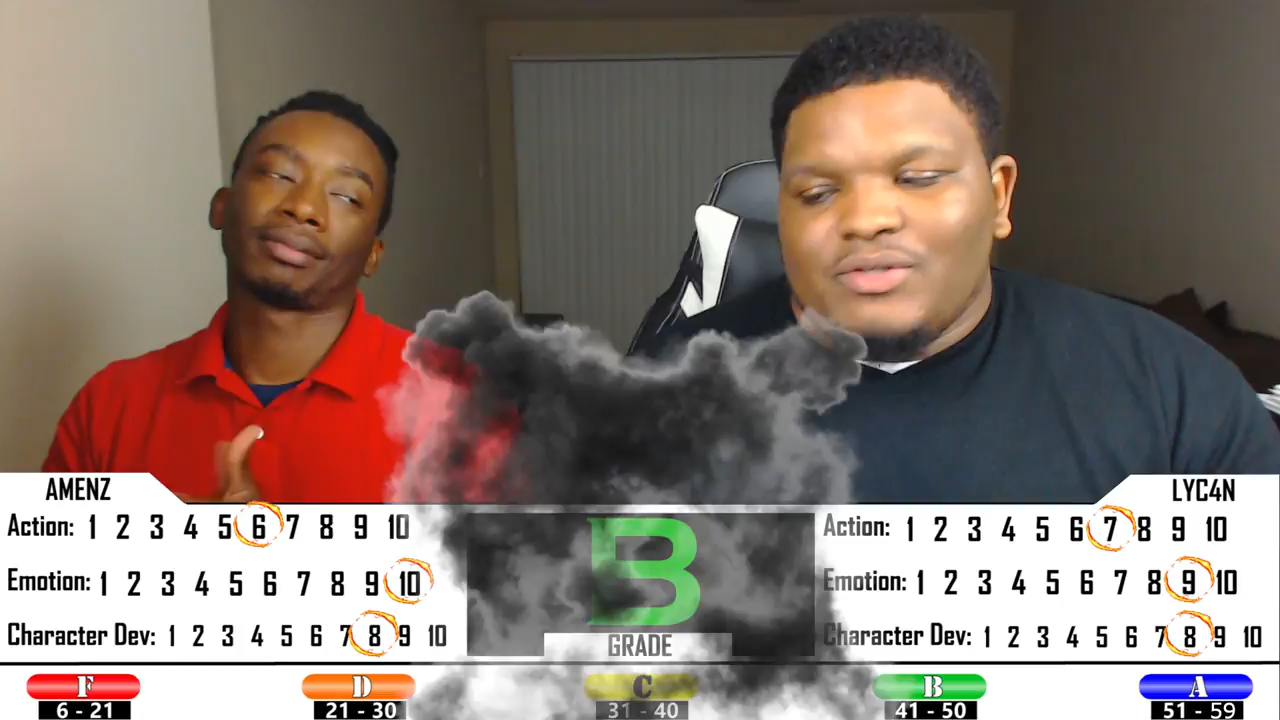 AMENZ
Action: 1 2 3 4 5 6 7 8 9 10
Emotion: 1 2 3 4 5 6 7 8 9 10
Character Dev: 1 2 3 4 5 6 7 8 9 10
B
GRADE
LYC4N
Action: 1 2 3 4 5 6 7 8 9 10
Emotion: 1 2 3 4 5 6 7 8 9 10
Character Dev: 1 2 3 4 5 6 7 8 9 10
F
6 - 21
D
21 - 30
C
31 - 40
B
41 - 50
A
51 - 59